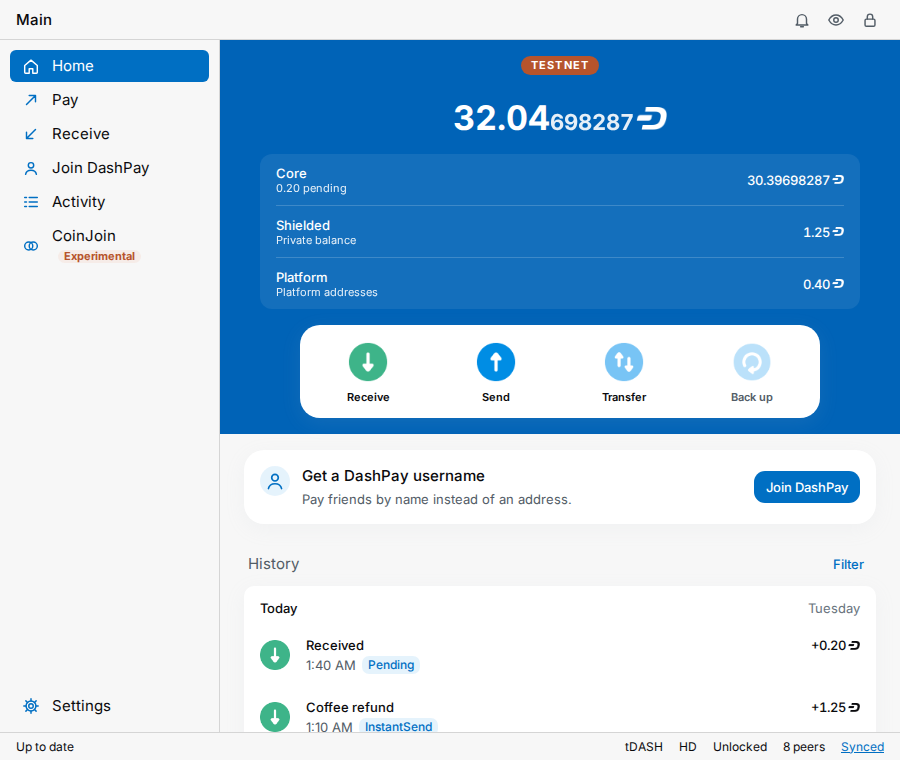 Main
Home
Pay
Receive
Join DashPay
Activity
CoinJoin
Experimental
Settings
TESTNET
32.04698287
Core
0.20 pending
30.39698287
Shielded
Private balance
1.25
Platform
Platform addresses
0.40
Receive
Send
Transfer
Back up
Get a DashPay username
Pay friends by name instead of an address.
Join DashPay
History
Filter
Today
Tuesday
Received
+0.20
1:40 AM Pending
Coffee refund
+1.25
1:10 AM InstantSend
Up to date
tDASH HD Unlocked 8 peers Synced